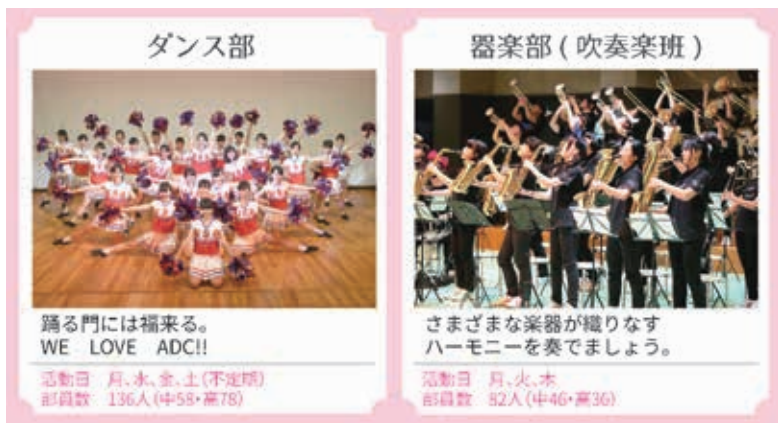 ダンス部
踊る門には福来る。
WE LOVE ADC!!
活動日 月、水、金、土(不定期)
部員数 136人(中58・高78)
器楽部(吹奏楽班)
さまざまな楽器が織りなす
ハーモニーを奏でましょう。
活動日 月、火、木
部員数 82人(中46・高36)